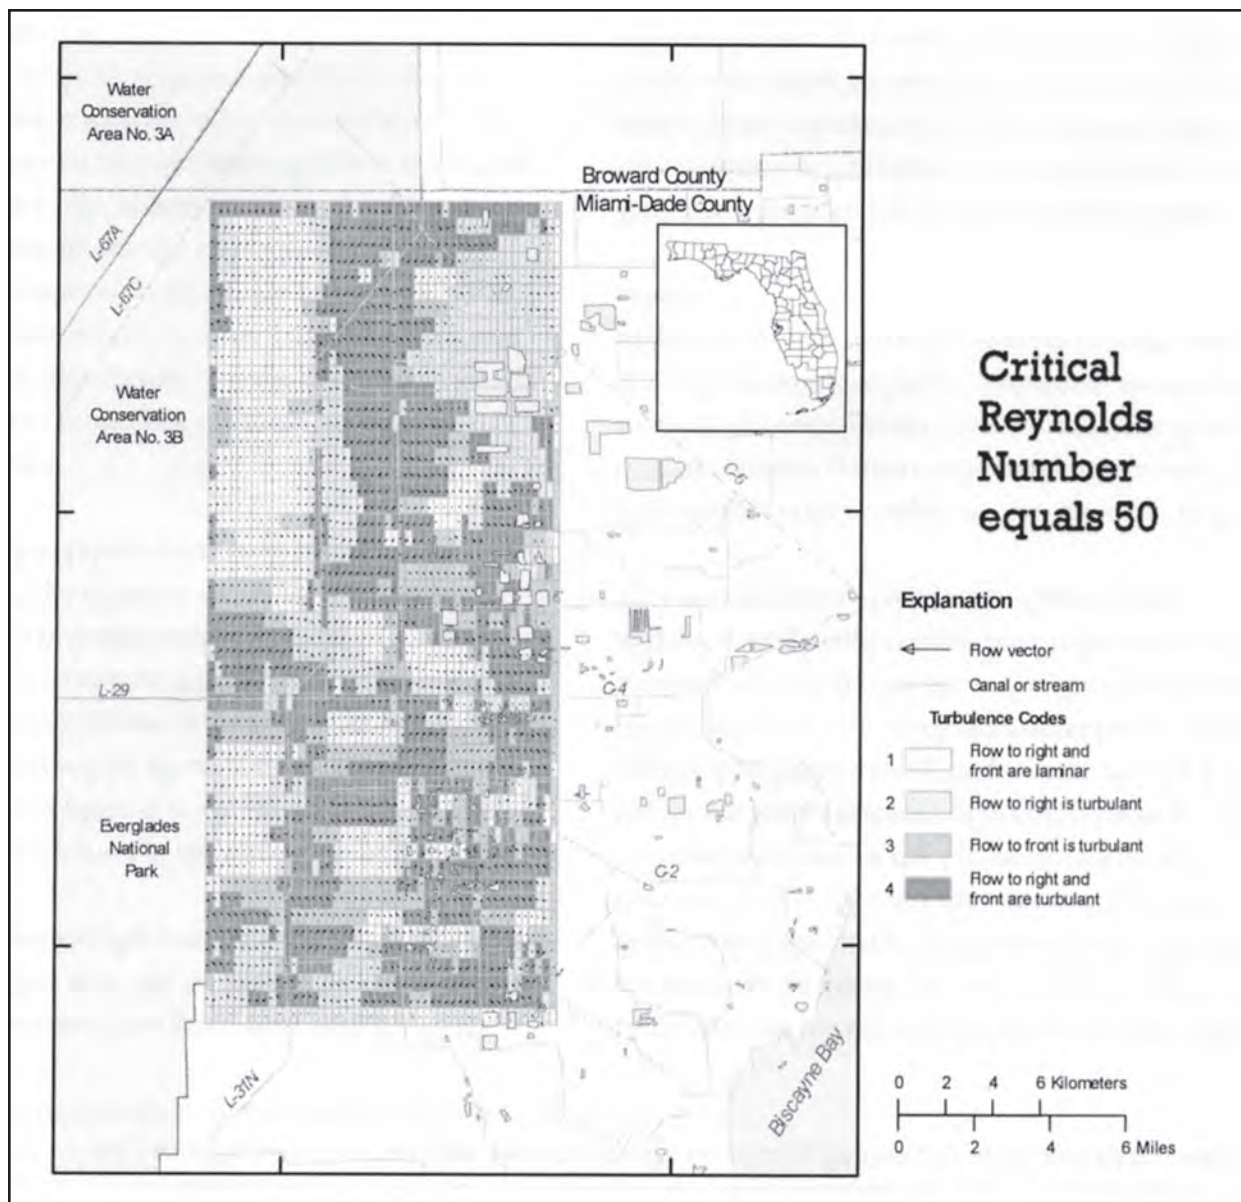 Water
Conservation
Area No. 3A
Broward County
Miami-Dade County
L-67A
L-67C
Water
Conservation
Area No. 3B
Critical
Reynolds
Number
equals 50
L-29
C-4
Everglades
National
Park
C-2
L-31N
Biscayne Bay
Explanation
Flow vector
Canal or stream
Turbulence Codes
1 Flow to right and
front are laminar
2 Flow to right is turbulant
3 Flow to front is turbulant
4 Flow to right and
front are turbulant
0 2 4 6 Kilometers
0 2 4 6 Miles